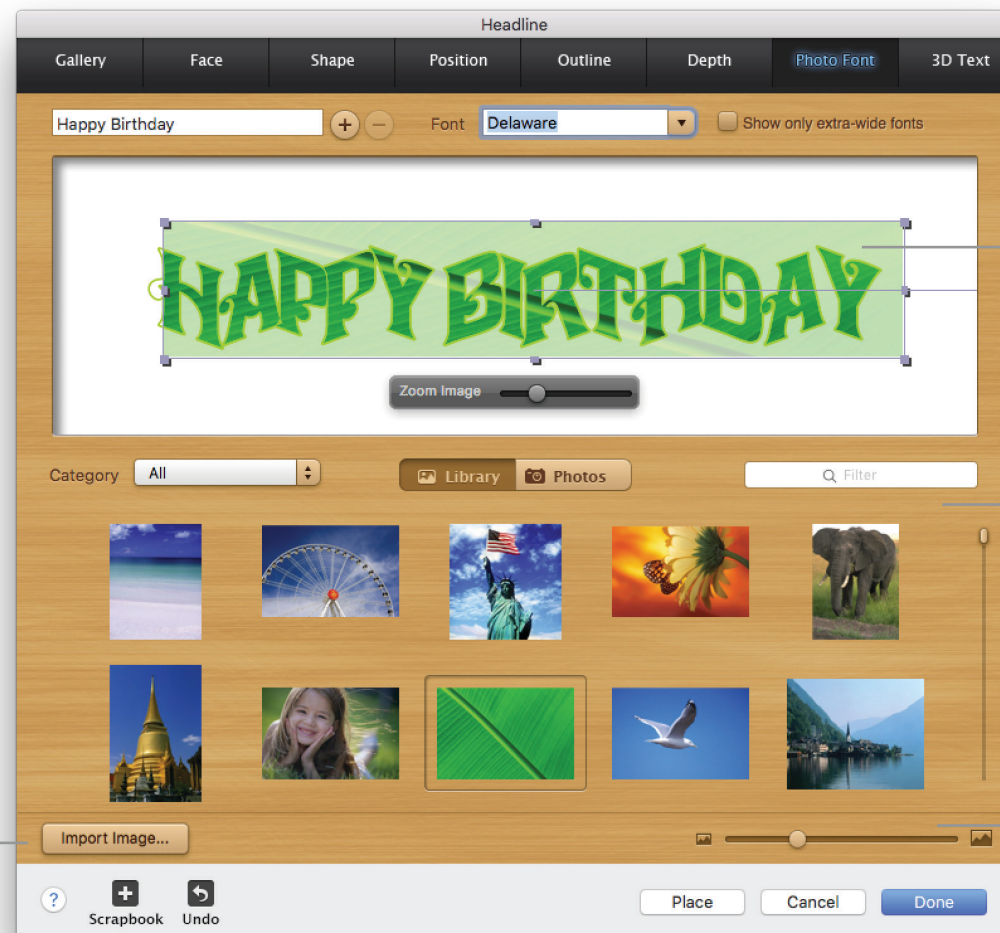 Headline
Gallery Face Shape Position Outline Depth Photo Font 3D Text
Happy Birthday Font Delaware Show only extra-wide fonts
HAPPY BIRTHDAY
Zoom Image
Category All Library Photos Filter
Import Image...
? Scrapbook Undo Place Cancel Done